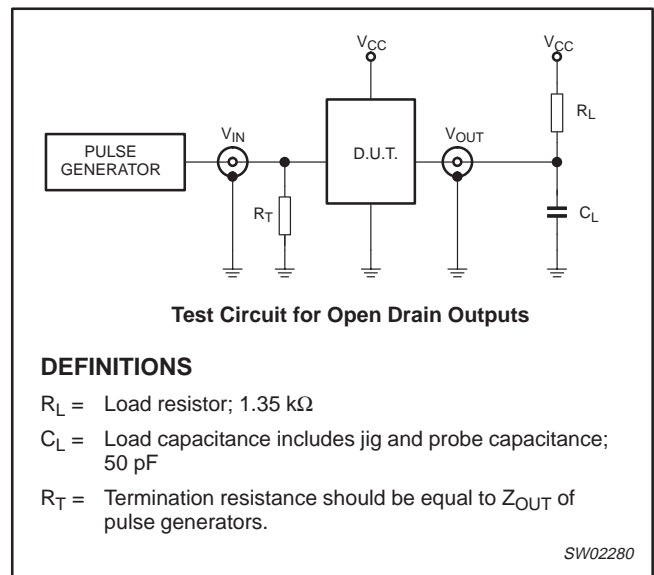 VCC
VCC
RL
VIN
VOUT
PULSE
GENERATOR
D.U.T.
RT
CL
Test Circuit for Open Drain Outputs
DEFINITIONS
RL = Load resistor; 1.35 kΩ
CL = Load capacitance includes jig and probe capacitance;
50 pF
RT = Termination resistance should be equal to ZOUT of
pulse generators.
SW02280